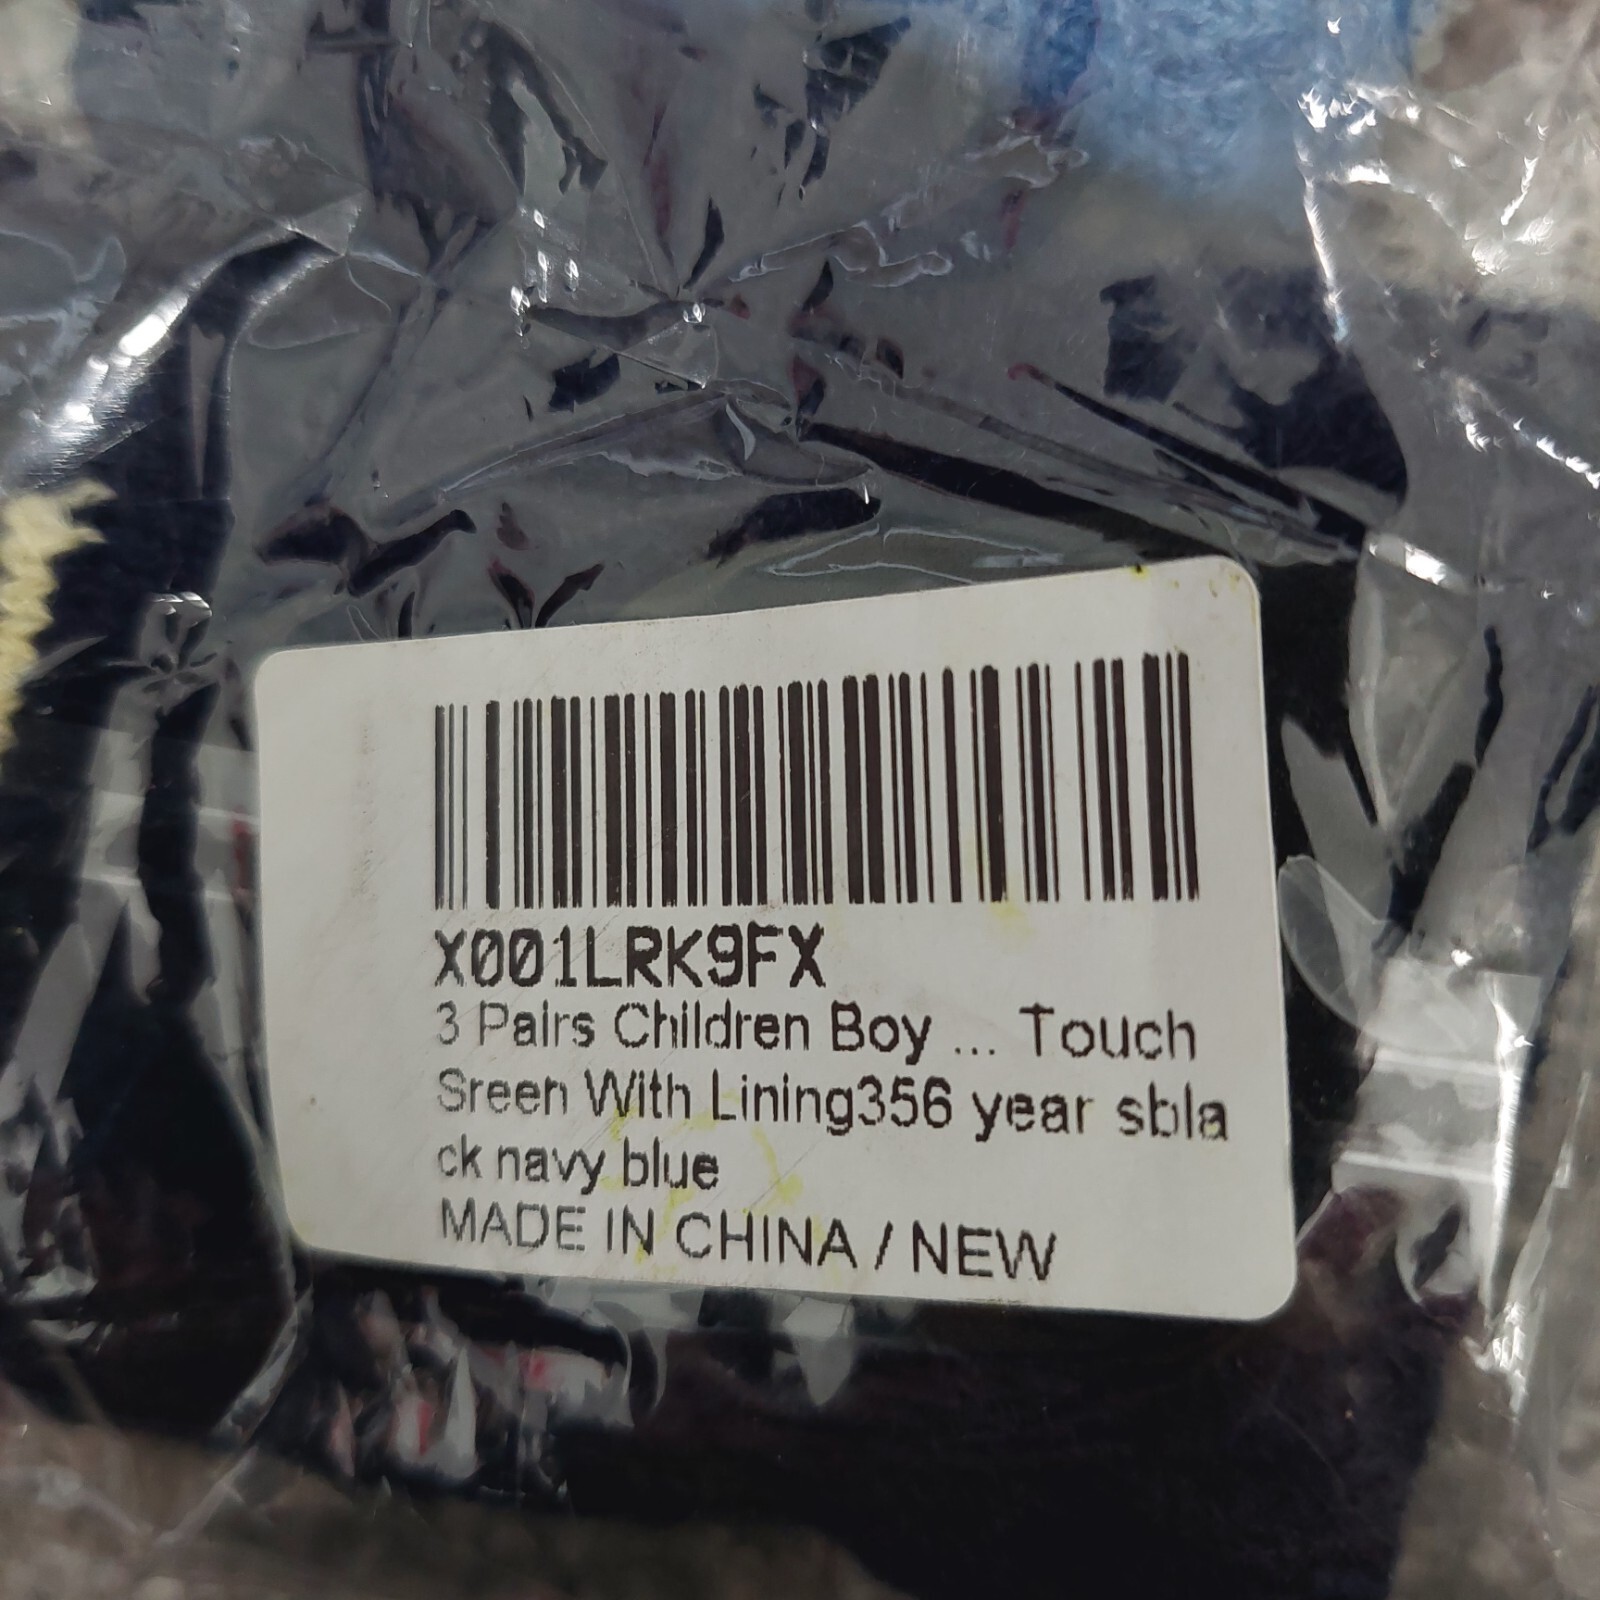 X001LRK9FX
3 Pairs Children Boy ... Touch
Sreen With Lining356 year sbla
ck navy blue
MADE IN CHINA / NEW